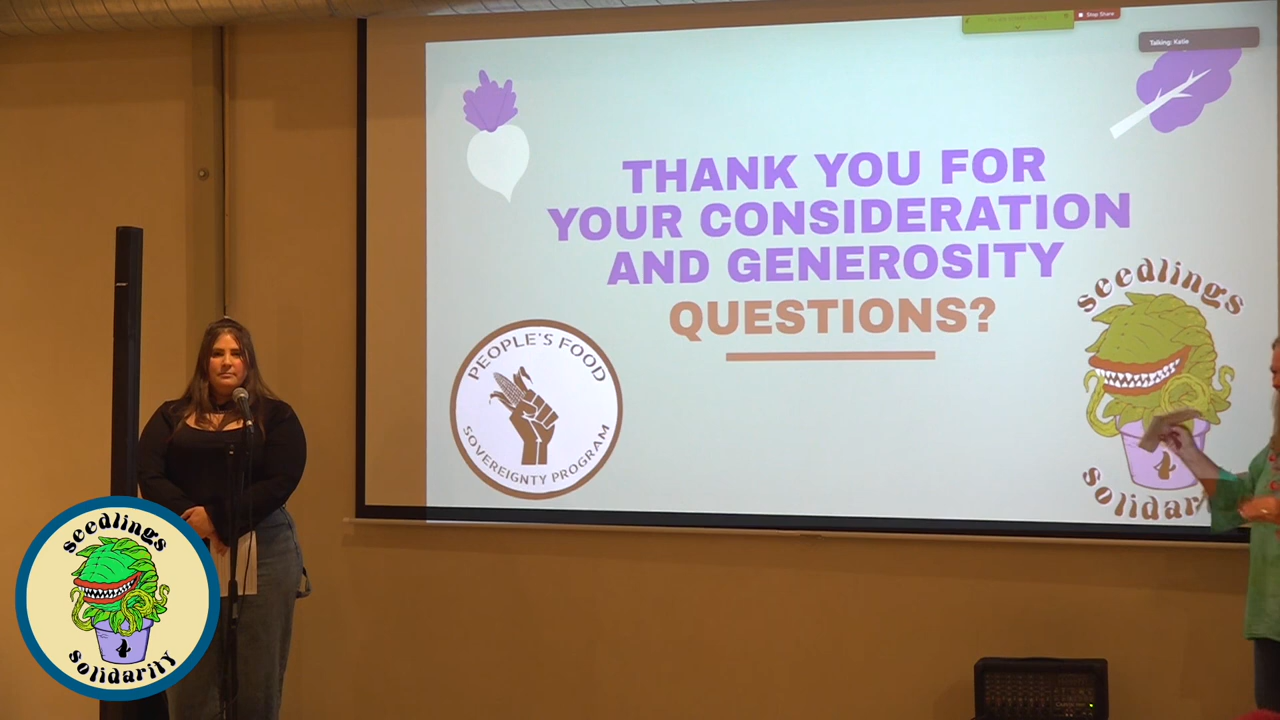 Stop Share
Talking: Katie
THANK YOU FOR
YOUR CONSIDERATION
AND GENEROSITY
QUESTIONS?
seedlings
solidarity
PEOPLE'S FOOD
SOVEREIGNTY PROGRAM
seedlings
solidarity